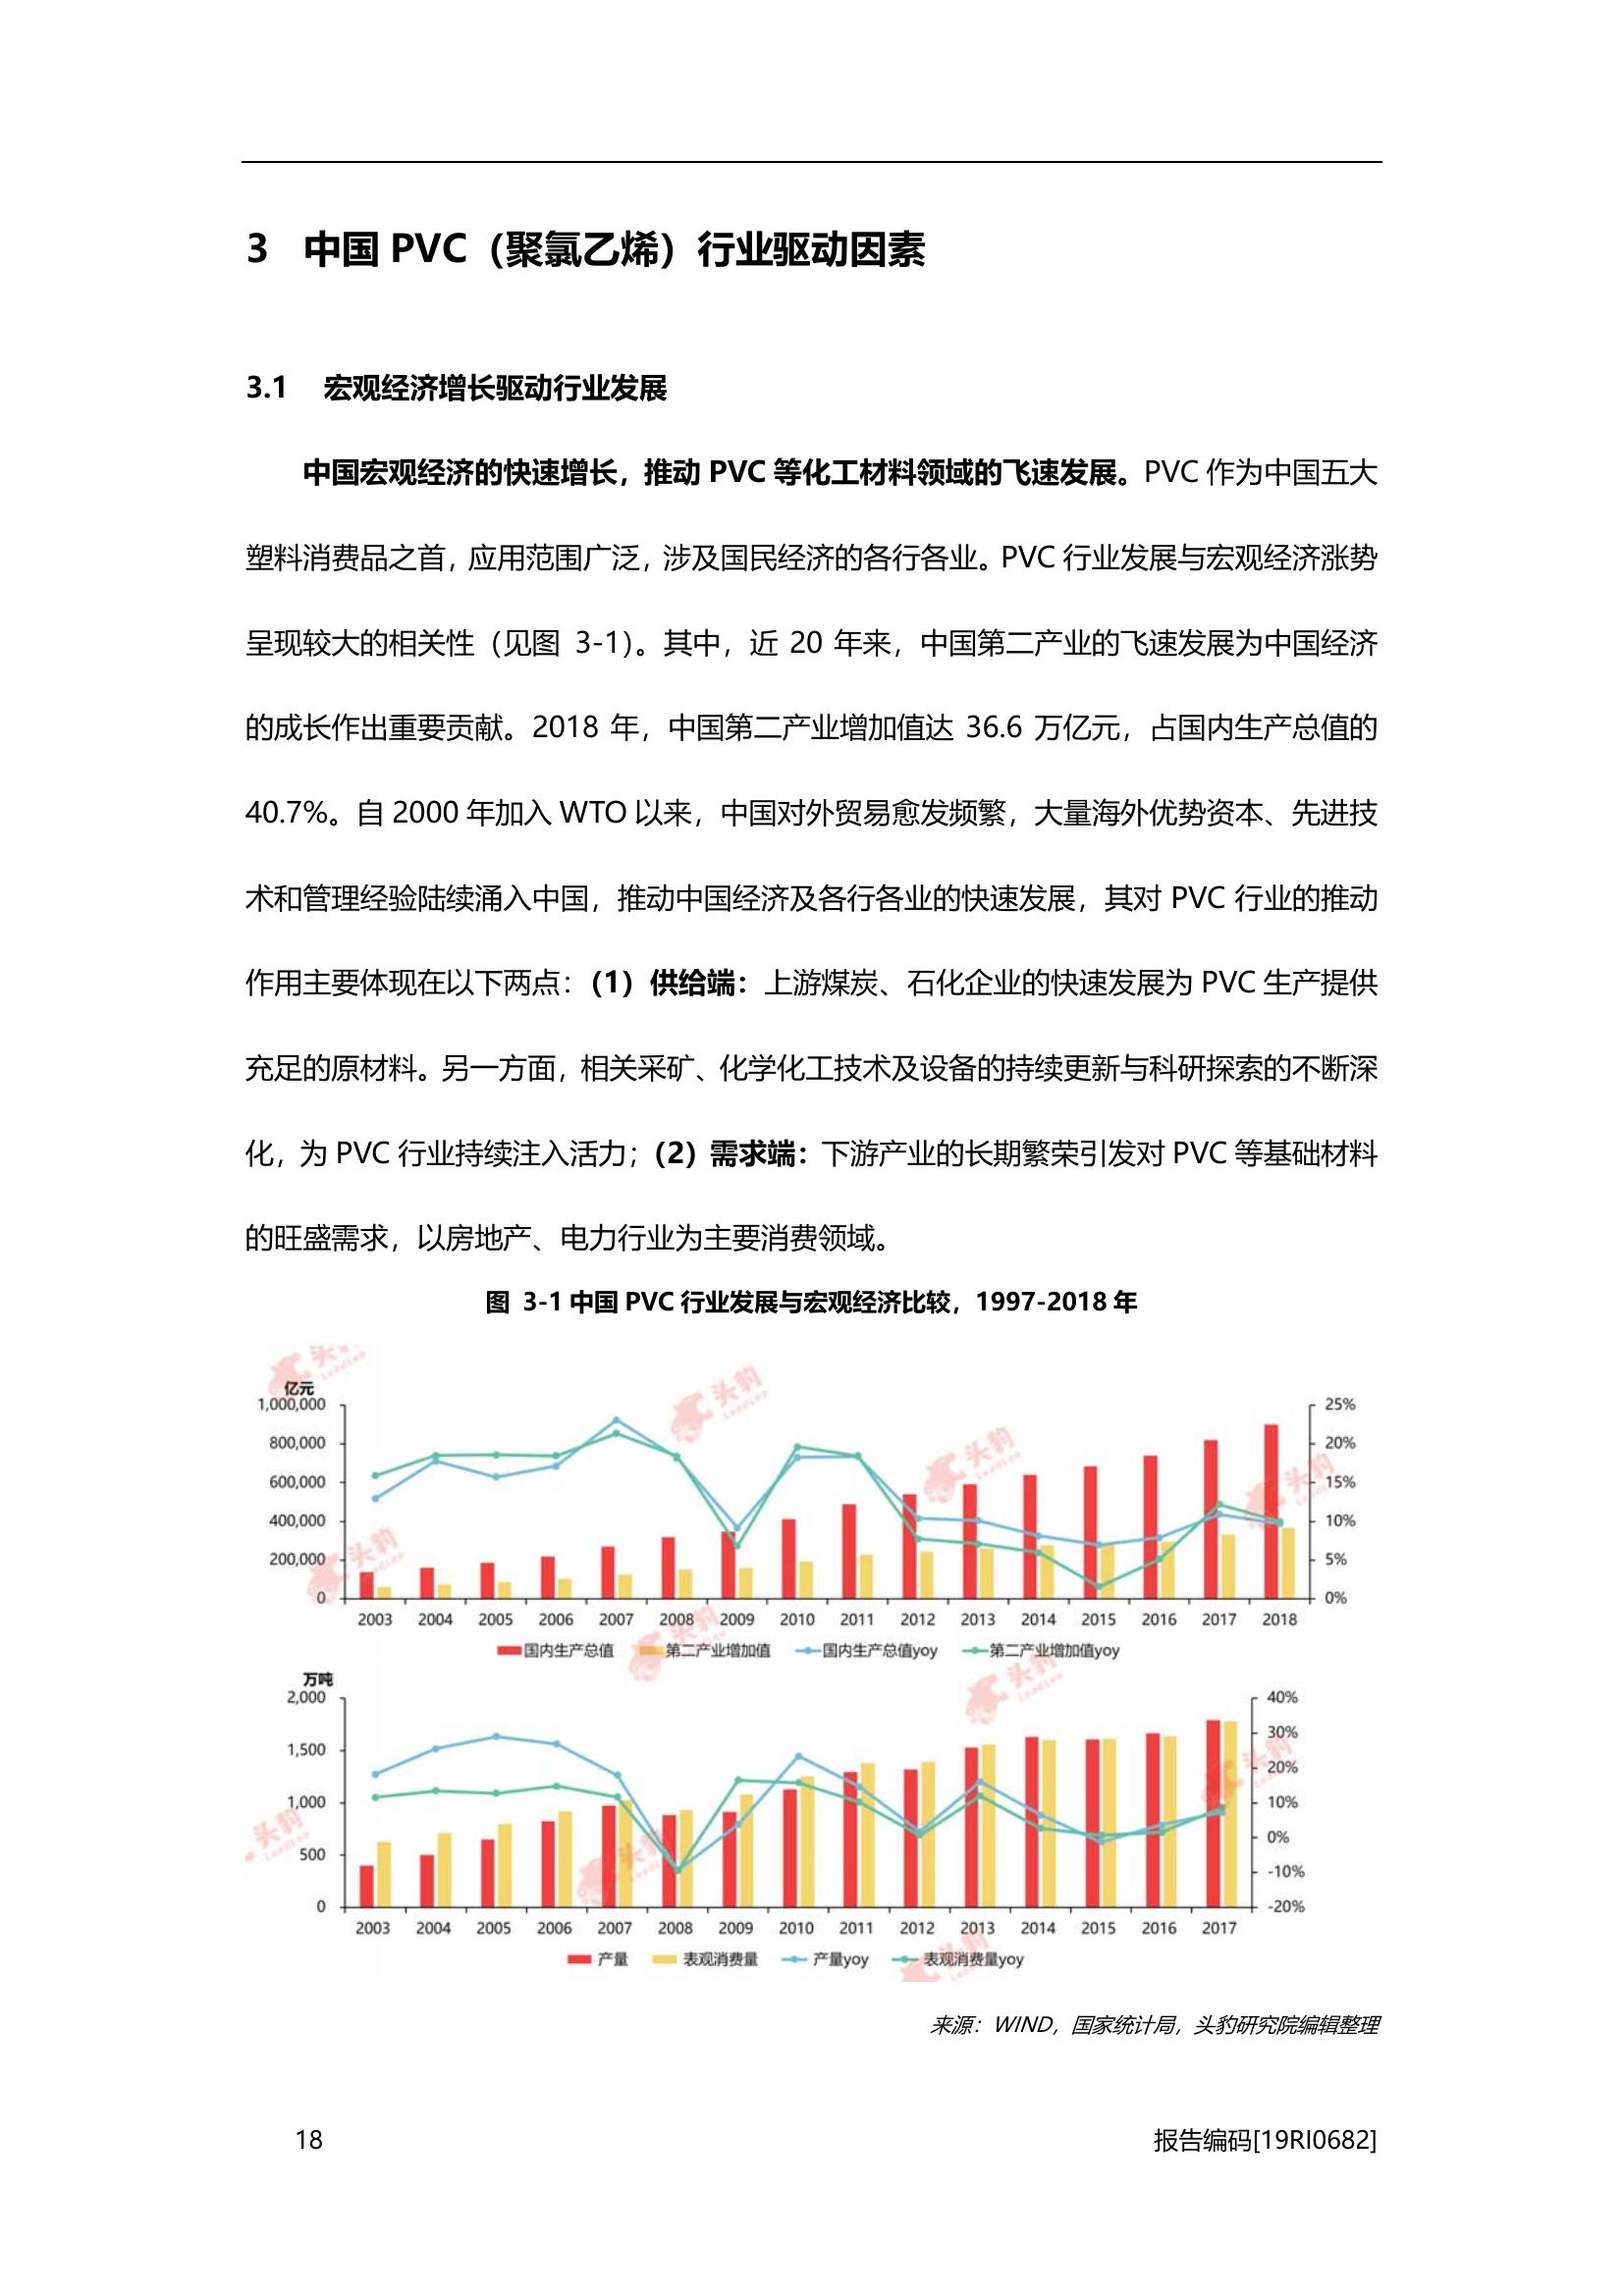 3 中国 PVC（聚氯乙烯）行业驱动因素
3.1 宏观经济增长驱动行业发展
中国宏观经济的快速增长，推动 PVC 等化工材料领域的飞速发展。PVC 作为中国五大
塑料消费品之首，应用范围广泛，涉及国民经济的各行各业。PVC 行业发展与宏观经济涨势
呈现较大的相关性（见图 3-1）。其中，近 20 年来，中国第二产业的飞速发展为中国经济
的成长作出重要贡献。2018 年，中国第二产业增加值达 36.6 万亿元，占国内生产总值的
40.7%。自 2000 年加入 WTO 以来，中国对外贸易愈发频繁，大量海外优势资本、先进技
术和管理经验陆续涌入中国，推动中国经济及各行各业的快速发展，其对 PVC 行业的推动
作用主要体现在以下两点：（1）供给端：上游煤炭、石化企业的快速发展为 PVC 生产提供
充足的原材料。另一方面，相关采矿、化学化工技术及设备的持续更新与科研探索的不断深
化，为 PVC 行业持续注入活力；（2）需求端：下游产业的长期繁荣引发对 PVC 等基础材料
的旺盛需求，以房地产、电力行业为主要消费领域。
图 3-1 中国 PVC 行业发展与宏观经济比较，1997-2018 年
亿元
1,000,000 25%
800,000 20%
600,000 15%
400,000 10%
200,000 5%
0 0%
2003 2004 2005 2006 2007 2008 2009 2010 2011 2012 2013 2014 2015 2016 2017 2018
国内生产总值 第二产业增加值 国内生产总值yoy 第二产业增加值yoy
万吨
2,000 40%
30%
1,500
20%
1,000 10%
0%
500
-10%
0 -20%
2003 2004 2005 2006 2007 2008 2009 2010 2011 2012 2013 2014 2015 2016 2017
产量 表观消费量 产量yoy 表观消费量yoy
头豹
LeadLeo
来源：WIND，国家统计局，头豹研究院编辑整理
18 报告编码[19RI0682]